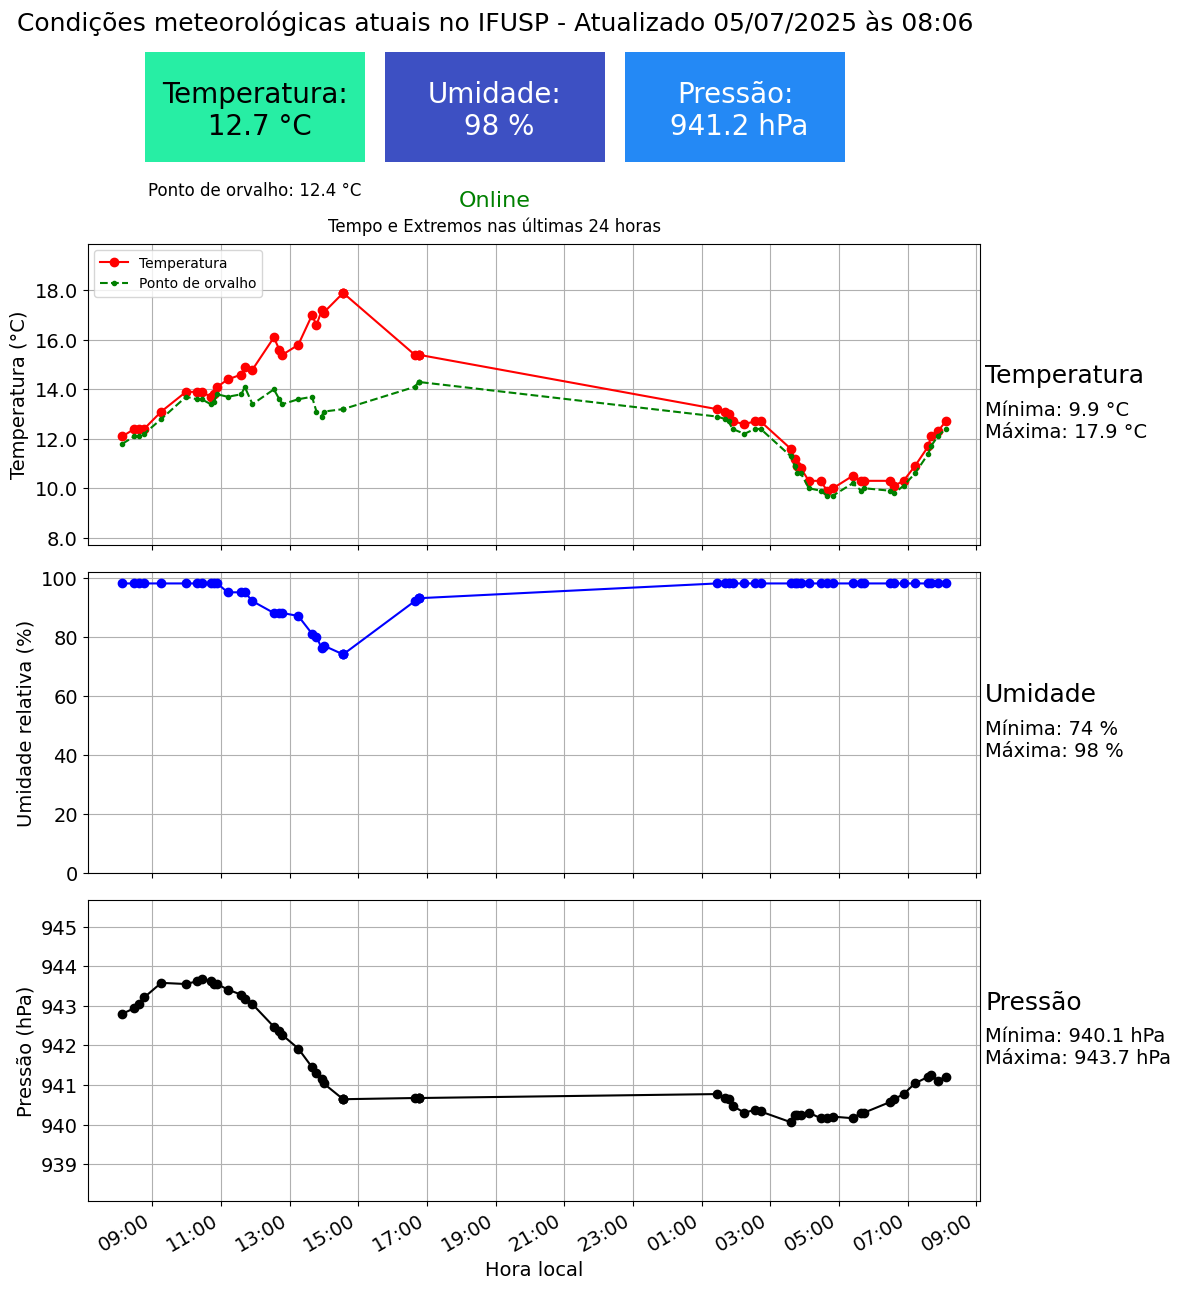 Condições meteorológicas atuais no IFUSP - Atualizado 05/07/2025 às 08:06
Temperatura:
12.7 °C
Umidade:
98 %
Pressão:
941.2 hPa
Ponto de orvalho: 12.4 °C
Online
Tempo e Extremos nas últimas 24 horas
Temperatura
Ponto de orvalho
Temperatura (°C)
18.0
16.0
14.0
12.0
10.0
8.0
Temperatura
Mínima: 9.9 °C
Máxima: 17.9 °C
Umidade relativa (%)
100
80
60
40
20
0
Umidade
Mínima: 74 %
Máxima: 98 %
Pressão (hPa)
945
944
943
942
941
940
939
Pressão
Mínima: 940.1 hPa
Máxima: 943.7 hPa
09:00 11:00 13:00 15:00 17:00 19:00 21:00 23:00 01:00 03:00 05:00 07:00 09:00
Hora local